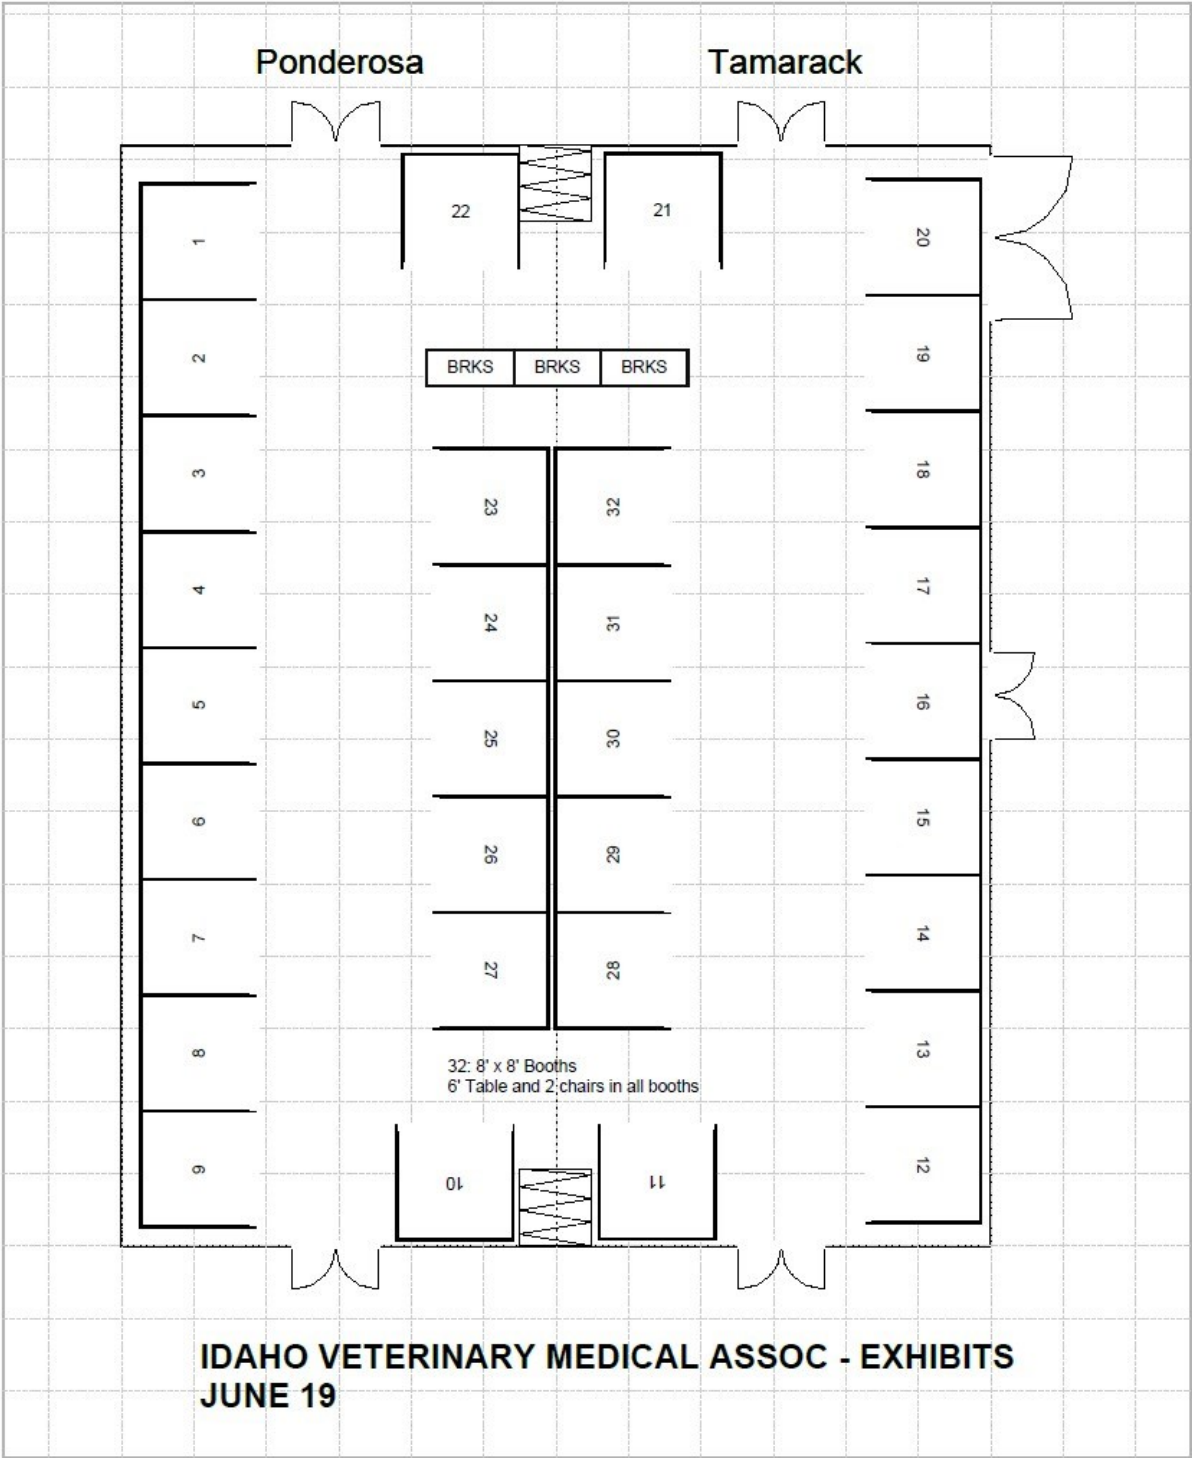 Ponderosa Tamarack
22 21
1 20
2 19
BRKS BRKS BRKS
3 18
23 32
4 17
24 31
5 16
25 30
6 15
26 29
7 14
27 28
8 13
32: 8' x 8' Booths
6' Table and 2 chairs in all booths
9 12
10 11
IDAHO VETERINARY MEDICAL ASSOC - EXHIBITS
JUNE 19